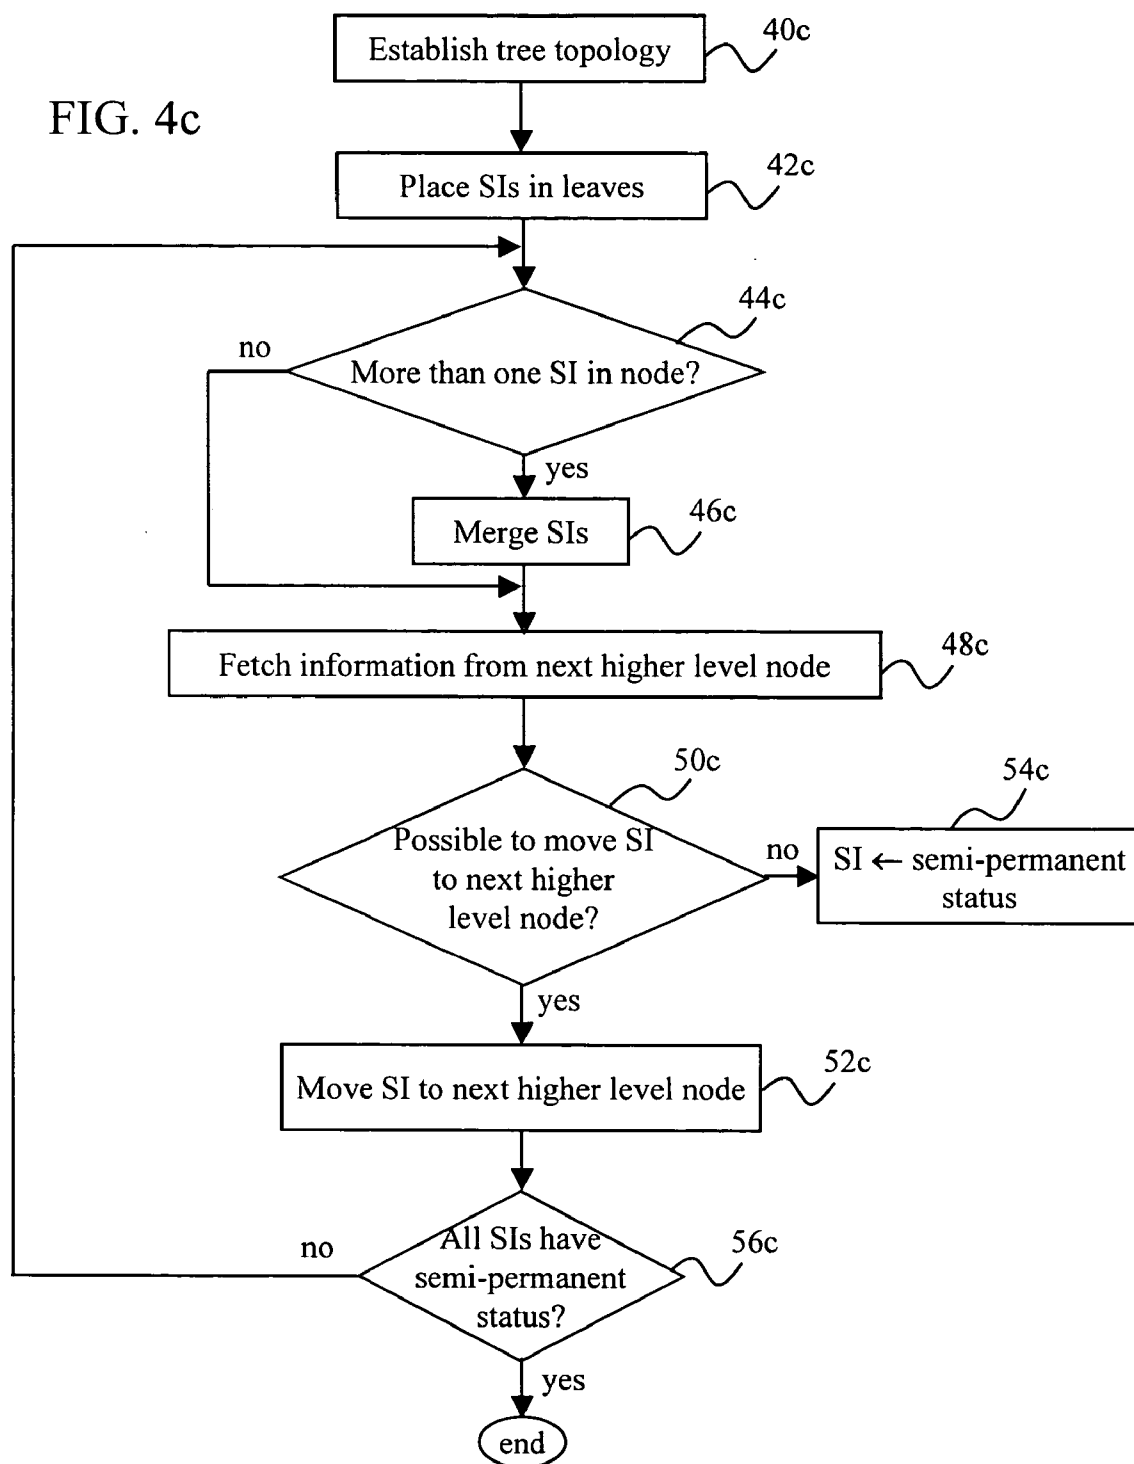 Establish tree topology
40c
FIG. 4c
Place SIs in leaves
42c
44c
no
More than one SI in node?
yes
Merge SIs
46c
Fetch information from next higher level node
48c
50c
54c
Possible to move SI
to next higher
level node?
no
SI ← semi-permanent
status
yes
Move SI to next higher level node
52c
no
All SIs have
semi-permanent
status?
56c
yes
end